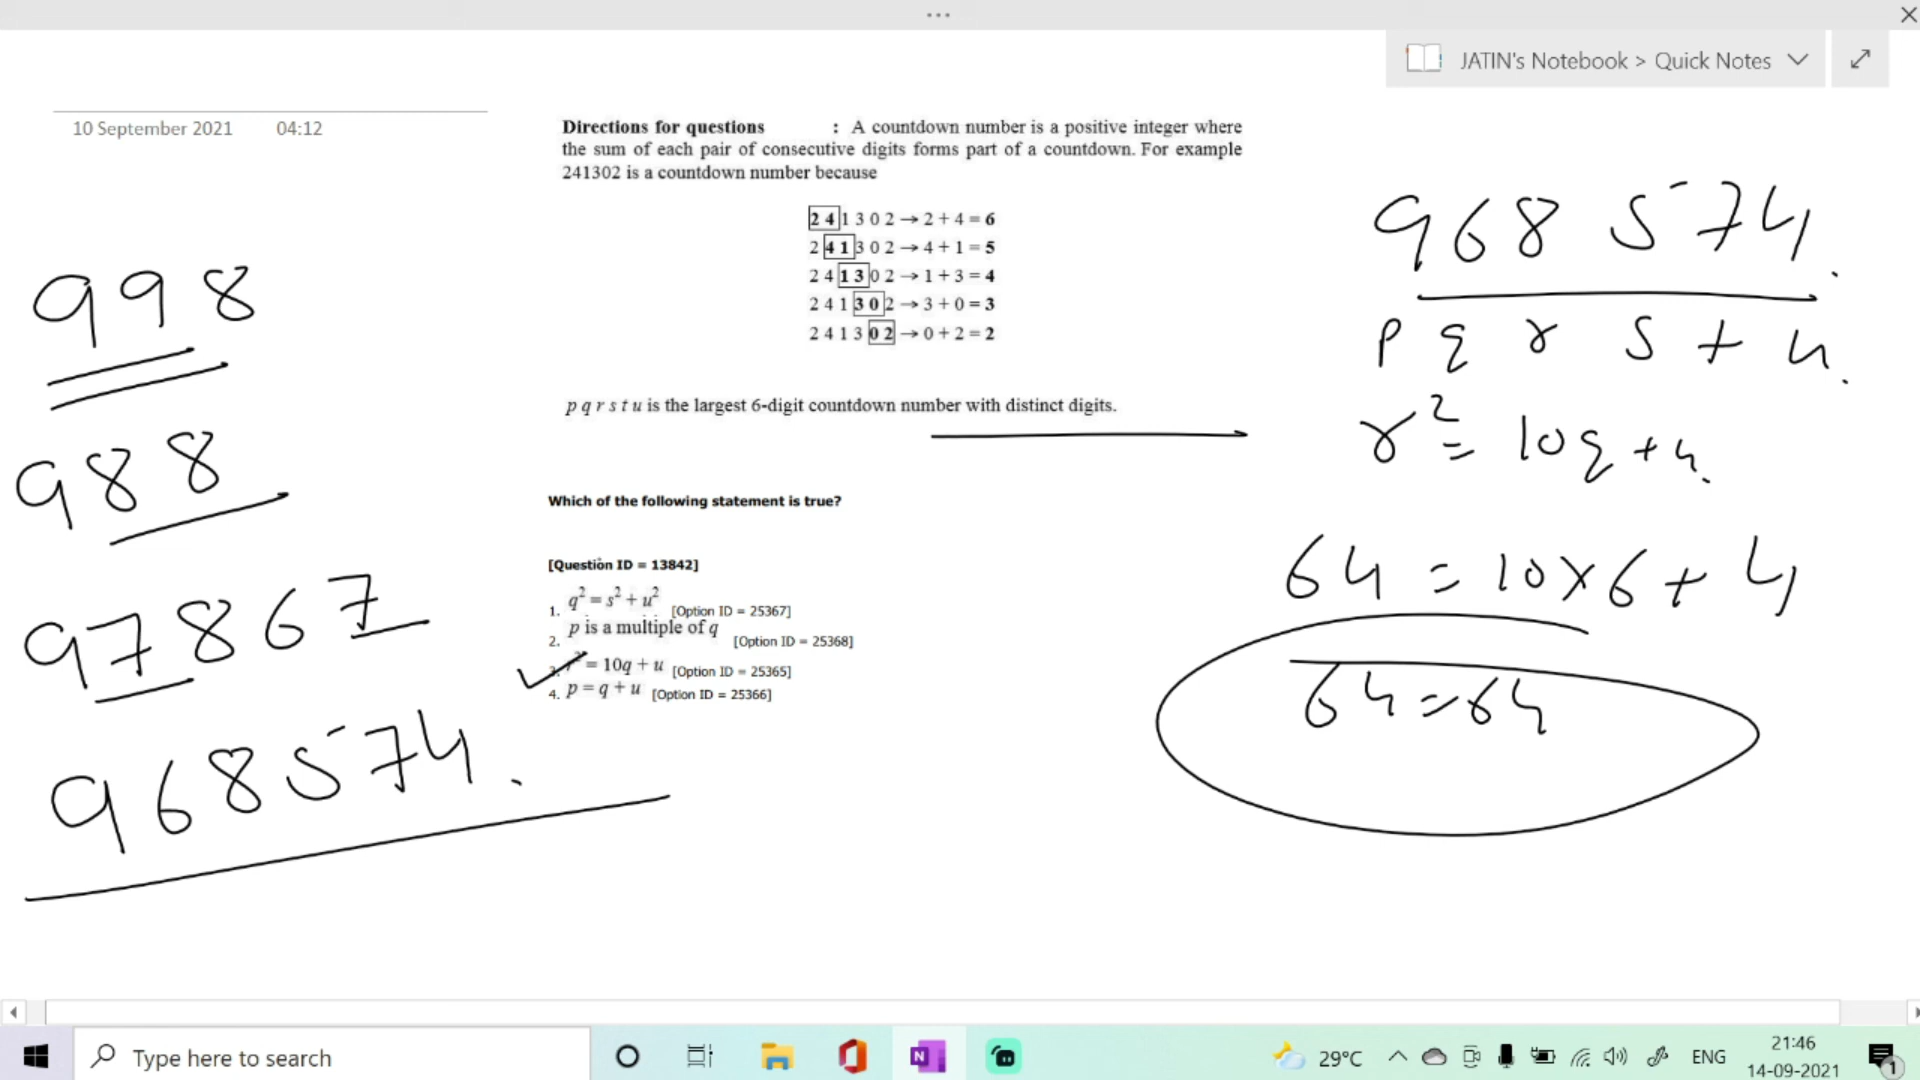 JATIN's Notebook > Quick Notes
10 September 2021 04:12
Directions for questions : A countdown number is a positive integer where
the sum of each pair of consecutive digits forms part of a countdown. For example
241302 is a countdown number because
2 4 1 3 0 2 → 2 + 4 = 6
2 4 1 3 0 2 → 4 + 1 = 5
2 4 1 3 0 2 → 1 + 3 = 4
2 4 1 3 0 2 → 3 + 0 = 3
2 4 1 3 0 2 → 0 + 2 = 2
p q r s t u is the largest 6-digit countdown number with distinct digits.
Which of the following statement is true?
[Question ID = 13842]
1. q² = s² + u² [Option ID = 25367]
2. p is a multiple of q [Option ID = 25368]
3. r² = 10q + u [Option ID = 25365]
4. p = q + u [Option ID = 25366]
998
988
97867
968574.
968574.
p q r s t u.
r² = 10q + u.
64 = 10×6 + 4
64 = 64
Type here to search
29°C
ENG
21:46
14-09-2021
1